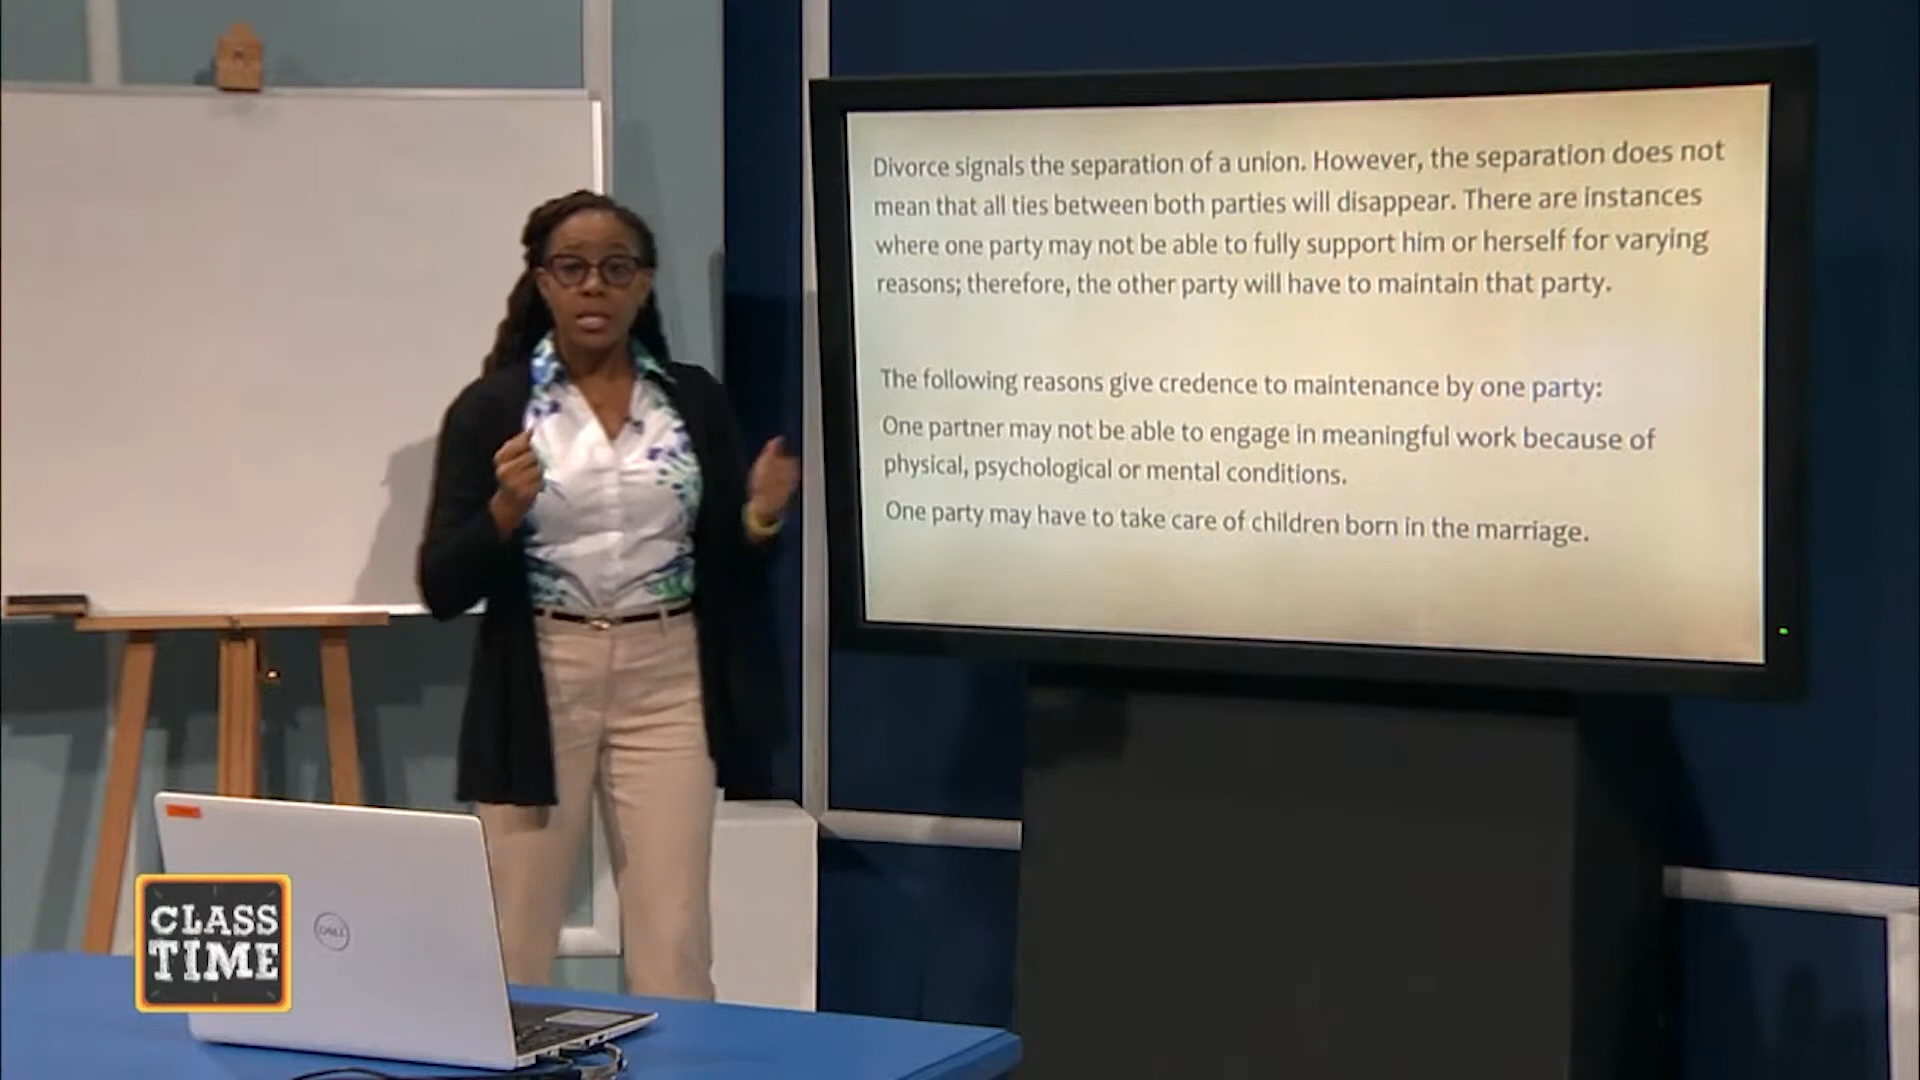 Divorce signals the separation of a union. However, the separation does not
mean that all ties between both parties will disappear. There are instances
where one party may not be able to fully support him or herself for varying
reasons; therefore, the other party will have to maintain that party.
The following reasons give credence to maintenance by one party:
One partner may not be able to engage in meaningful work because of
physical, psychological or mental conditions.
One party may have to take care of children born in the marriage.
CLASS
TIME
DELL